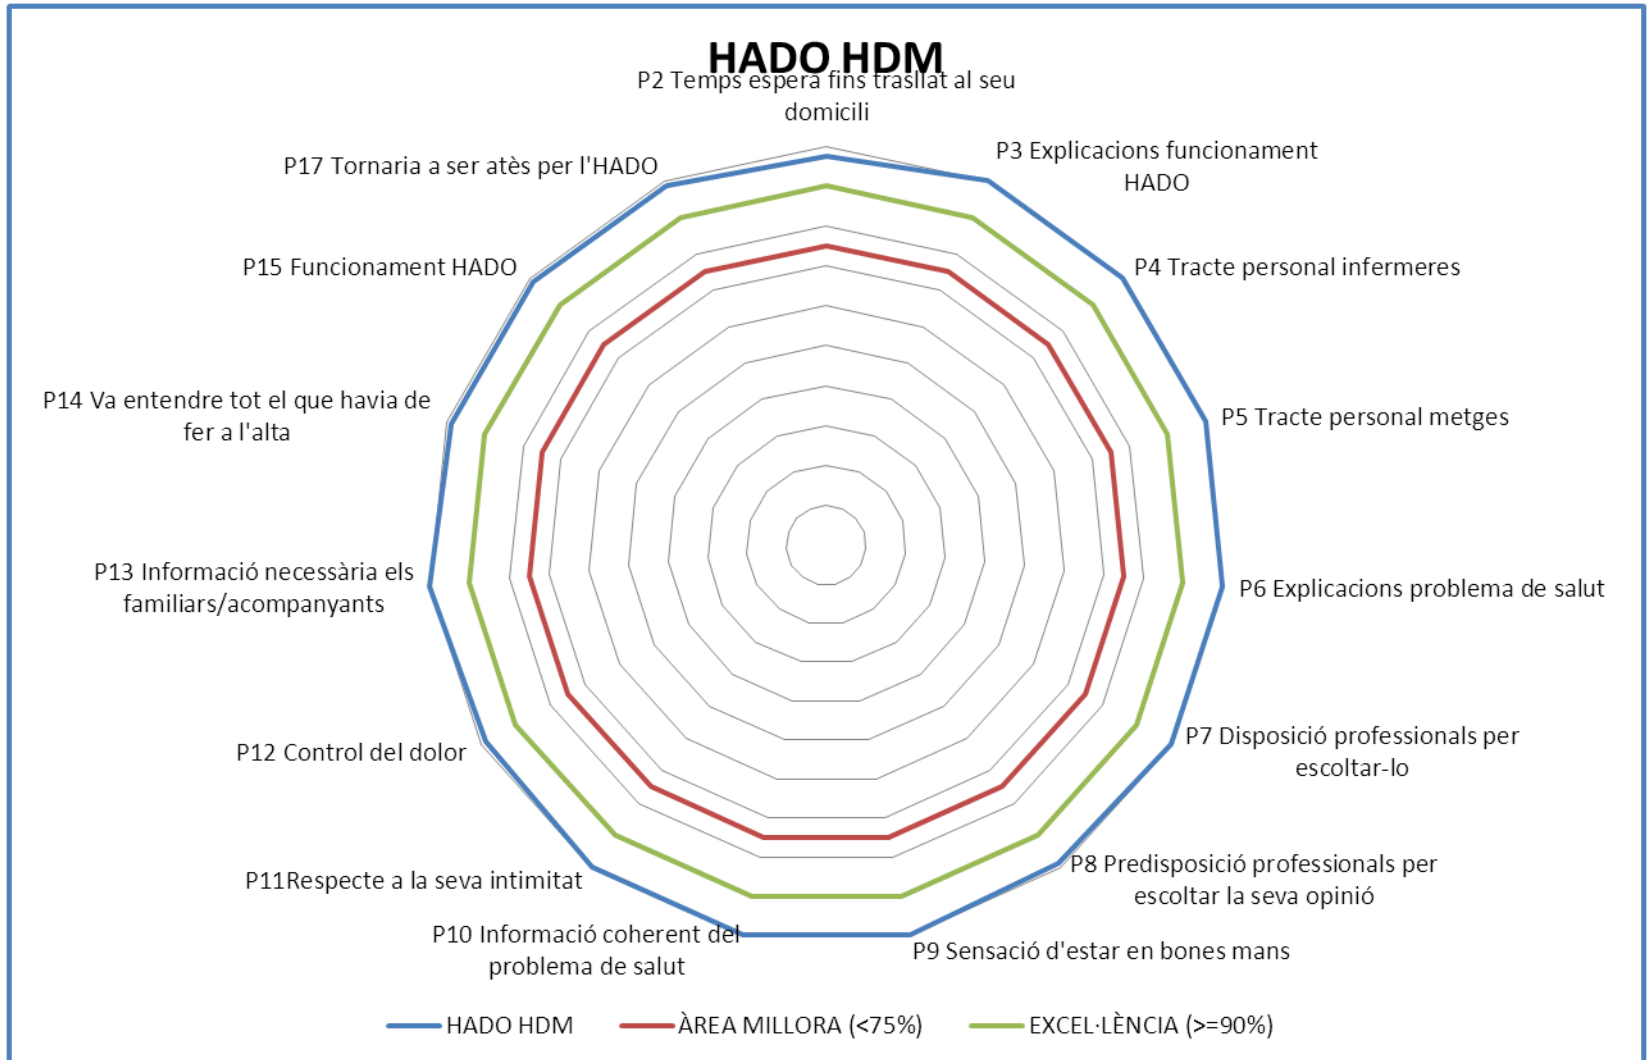 HADO HDM
P2 Temps espera fins trasllat al seu
domicili
P3 Explicacions funcionament
HADO
P4 Tracte personal infermeres
P5 Tracte personal metges
P6 Explicacions problema de salut
P7 Disposició professionals per
escoltar-lo
P8 Predisposició professionals per
escoltar la seva opinió
P9 Sensació d'estar en bones mans
P10 Informació coherent del
problema de salut
P11Respecte a la seva intimitat
P12 Control del dolor
P13 Informació necessària els
familiars/acompanyants
P14 Va entendre tot el que havia de
fer a l'alta
P15 Funcionament HADO
P17 Tornaria a ser atès per l'HADO
HADO HDM
ÀREA MILLORA (<75%)
EXCEL·LÈNCIA (>=90%)